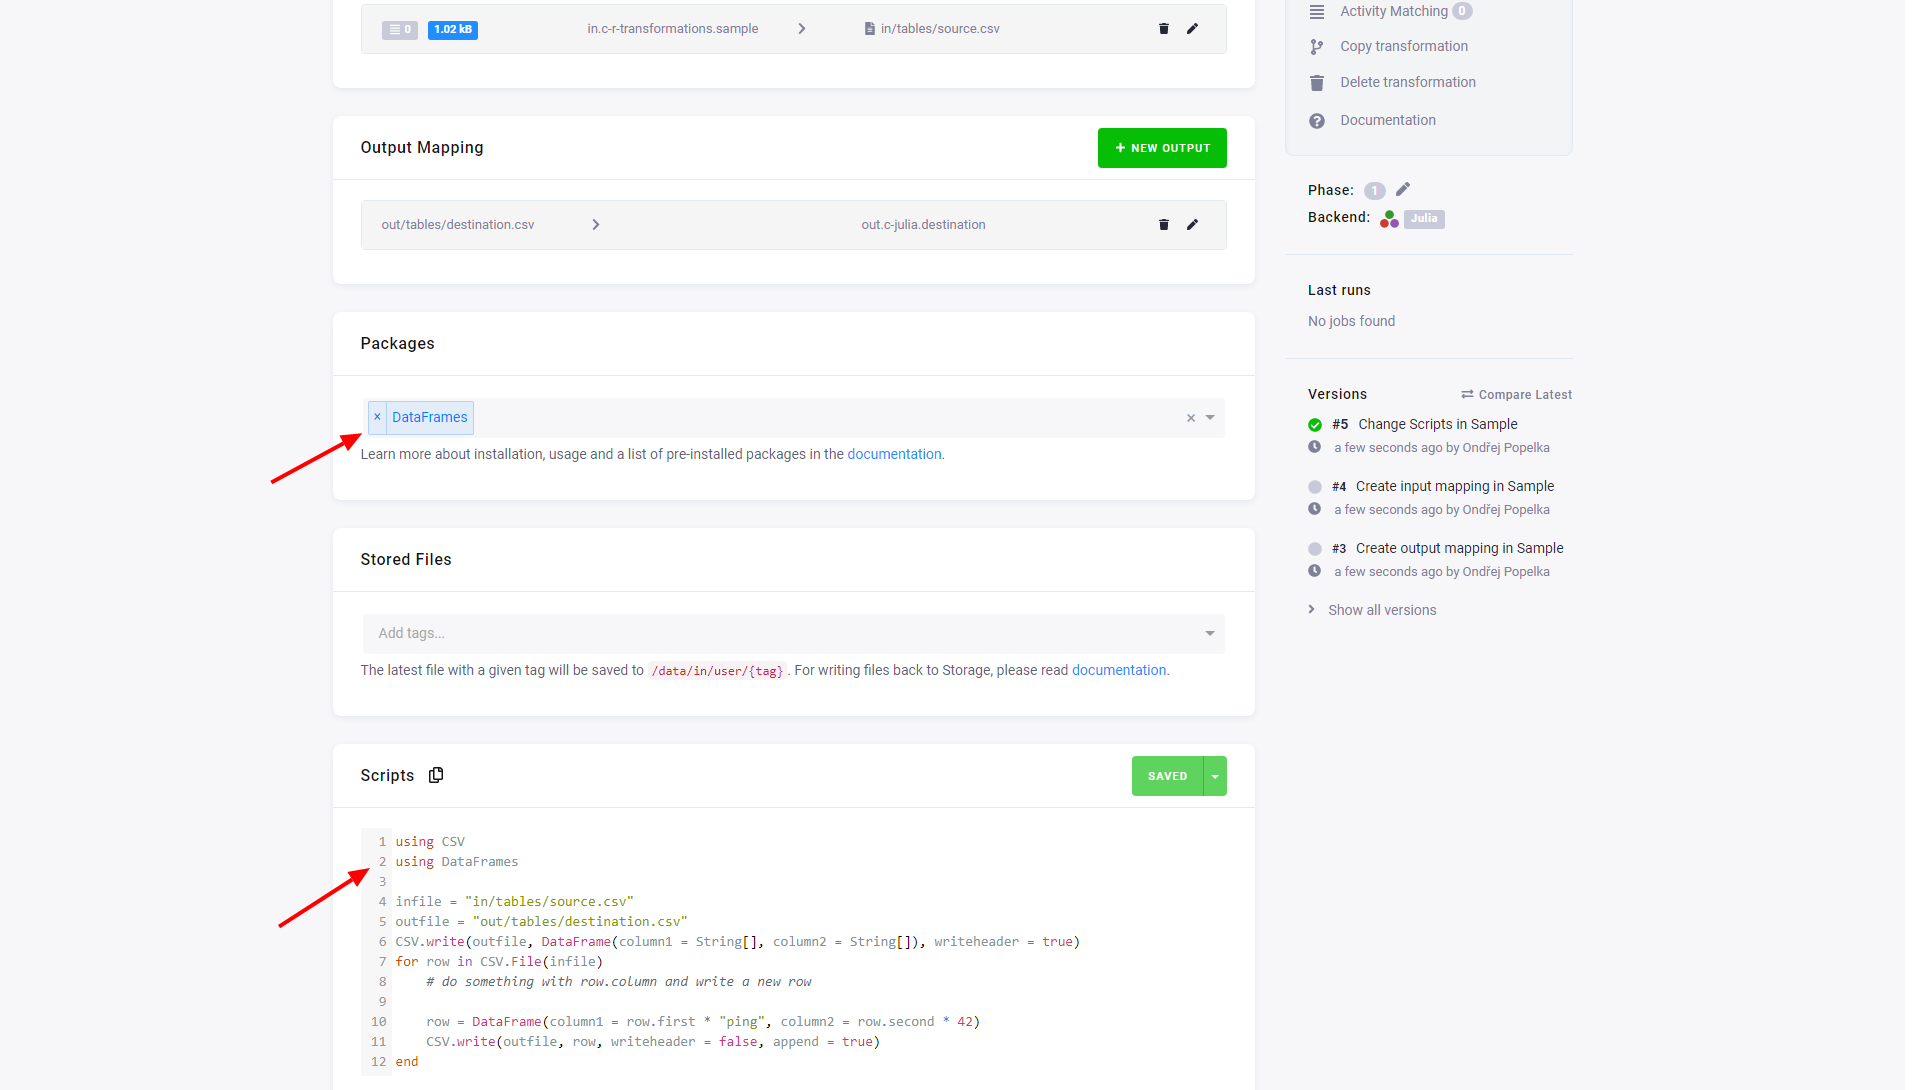 0 1.02 kB in.c-r-transformations.sample in/tables/source.csv
Output Mapping
NEW OUTPUT
out/tables/destination.csv out.c-julia.destination
Packages
× DataFrames ×
Learn more about installation, usage and a list of pre-installed packages in the documentation.
Stored Files
Add tags...
The latest file with a given tag will be saved to /data/in/user/{tag} . For writing files back to Storage, please read documentation.
Scripts
SAVED
1 using CSV
2 using DataFrames
3
4 infile = "in/tables/source.csv"
5 outfile = "out/tables/destination.csv"
6 CSV.write(outfile, DataFrame(column1 = String[], column2 = String[]), writeheader = true)
7 for row in CSV.File(infile)
8     # do something with row.column and write a new row
9
10     row = DataFrame(column1 = row.first * "ping", column2 = row.second * 42)
11     CSV.write(outfile, row, writeheader = false, append = true)
12 end
Activity Matching 0
Copy transformation
Delete transformation
Documentation
Phase: 1
Backend: Julia
Last runs
No jobs found
Versions Compare Latest
#5 Change Scripts in Sample
a few seconds ago by Ondřej Popelka
#4 Create input mapping in Sample
a few seconds ago by Ondřej Popelka
#3 Create output mapping in Sample
a few seconds ago by Ondřej Popelka
Show all versions